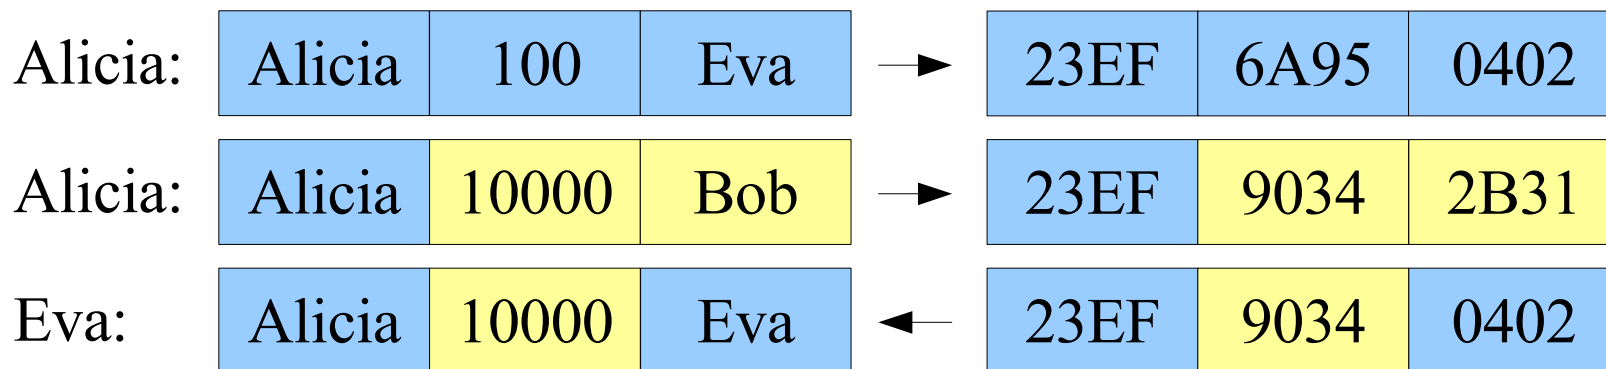 Alicia: Alicia 100 Eva 23EF 6A95 0402
Alicia: Alicia 10000 Bob 23EF 9034 2B31
Eva: Alicia 10000 Eva 23EF 9034 0402